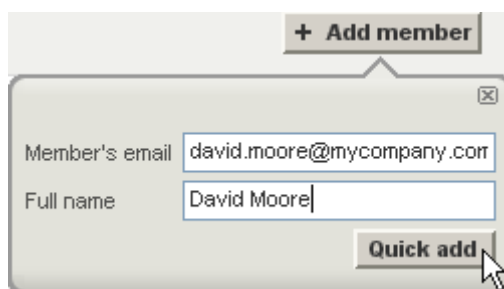 + Add member
Member's email david.moore@mycompany.com
Full name David Moore
Quick add